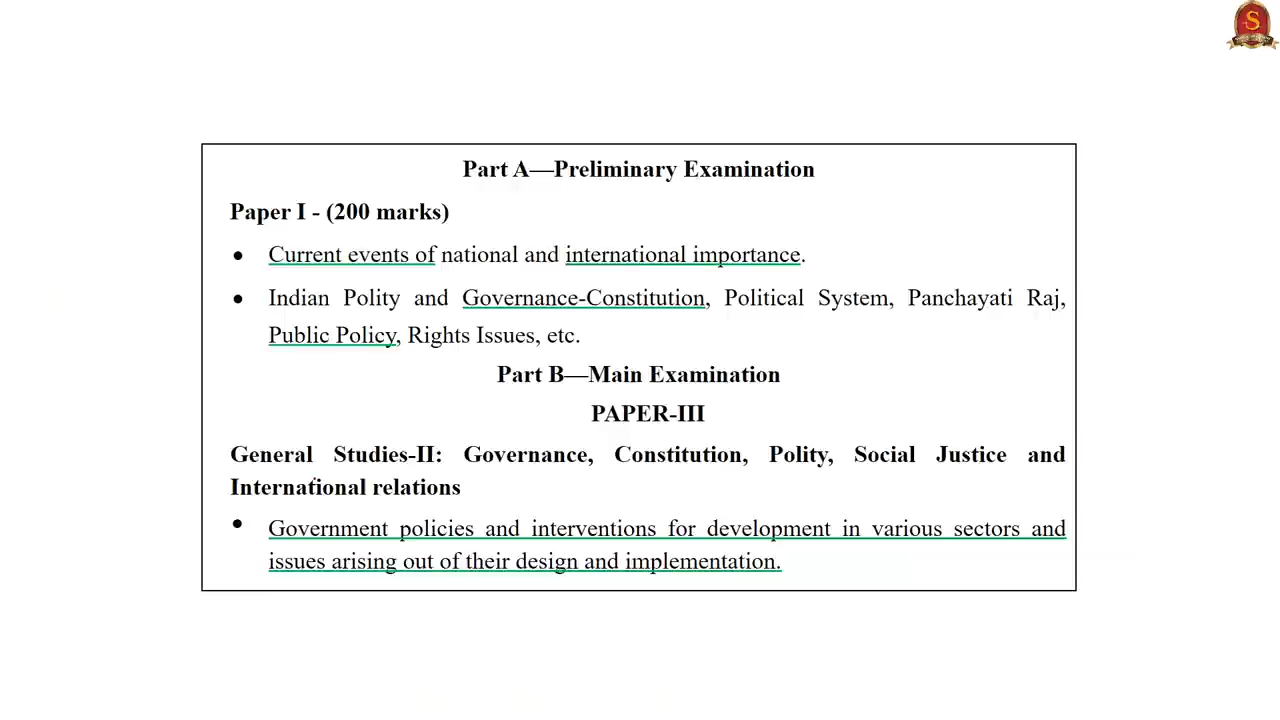 S
Part A—Preliminary Examination
Paper I - (200 marks)
• Current events of national and international importance.
• Indian Polity and Governance-Constitution, Political System, Panchayati Raj,
Public Policy, Rights Issues, etc.
Part B—Main Examination
PAPER-III
General Studies-II: Governance, Constitution, Polity, Social Justice and
International relations
• Government policies and interventions for development in various sectors and
issues arising out of their design and implementation.